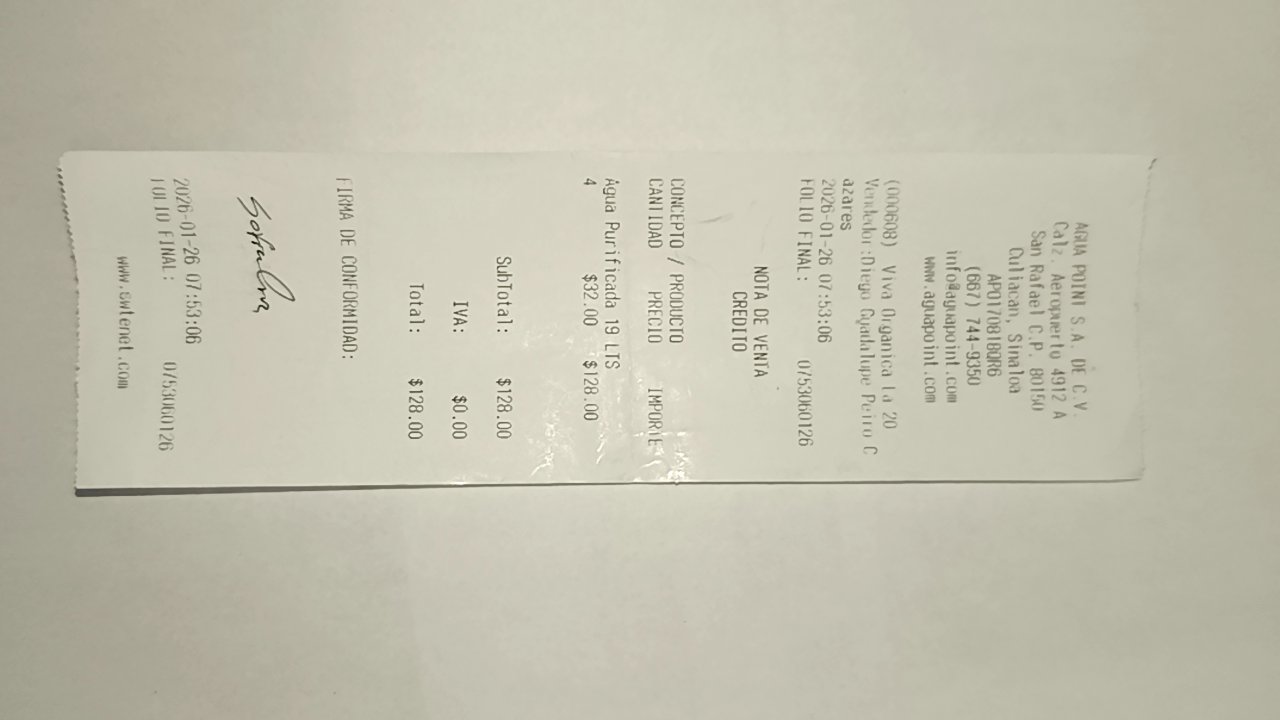 AGUA POINT S.A. DE C.V.
Calz. Aeropuerto 4912 A
San Rafael C.P. 80150
Culiacan, Sinaloa
APO170818QR6
(667) 744-9350
info@aguapoint.com
www.aguapoint.com
(000608) Viva Organica la 20
Vendedor:Diego Guadalupe Peiro C
azares
2026-01-26 07:53:06
FOLIO FINAL: 0753060126
NOTA DE VENTA
CREDITO
CONCEPTO / PRODUCTO
CANTIDAD PRECIO IMPORTE
Agua Purificada 19 LTS
4 $32.00 $128.00
SubTotal: $128.00
IVA: $0.00
Total: $128.00
FIRMA DE CONFORMIDAD:
2026-01-26 07:53:06
FOLIO FINAL: 0753060126
www.swtenet.com